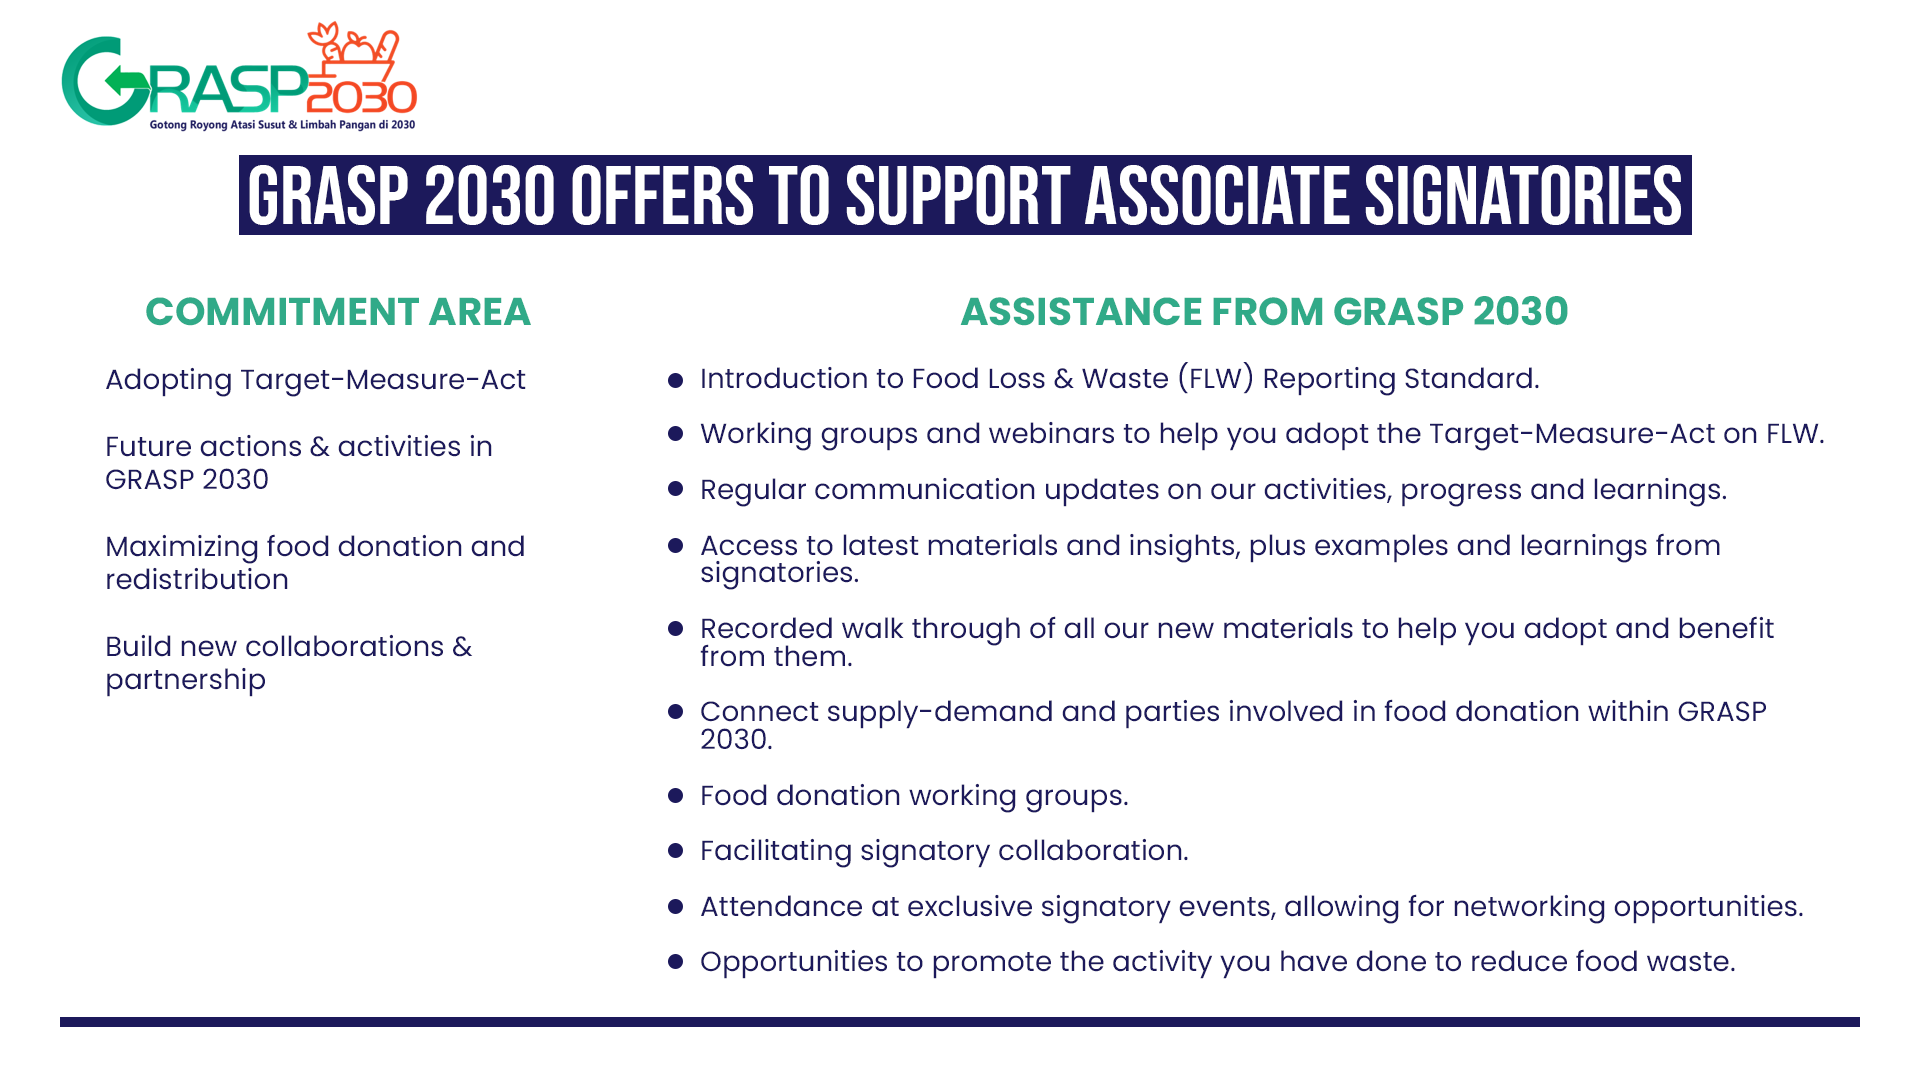 GRASP 2030
Gotong Royong Atasi Susut & Limbah Pangan di 2030
GRASP 2030 OFFERS TO SUPPORT ASSOCIATE SIGNATORIES
COMMITMENT AREA
Adopting Target-Measure-Act
Future actions & activities in
GRASP 2030
Maximizing food donation and
redistribution
Build new collaborations &
partnership
ASSISTANCE FROM GRASP 2030
● Introduction to Food Loss & Waste (FLW) Reporting Standard.
● Working groups and webinars to help you adopt the Target-Measure-Act on FLW.
● Regular communication updates on our activities, progress and learnings.
● Access to latest materials and insights, plus examples and learnings from
signatories.
● Recorded walk through of all our new materials to help you adopt and benefit
from them.
● Connect supply-demand and parties involved in food donation within GRASP
2030.
● Food donation working groups.
● Facilitating signatory collaboration.
● Attendance at exclusive signatory events, allowing for networking opportunities.
● Opportunities to promote the activity you have done to reduce food waste.